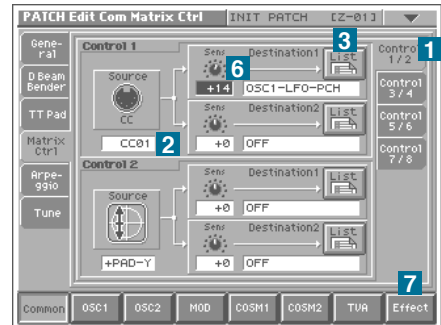 PATCH Edit Com Matrix Ctrl INIT PATCH [Z-01]
Gene-
ral
D Beam
Bender
TT Pad
Matrix
Ctrl
Arpe-
ggio
Tune
Control 1
Source
CC
CC01
2
Sens
Destination1
List
3
6
+14
OSC1-LFO-PCH
Sens
Destination2
List
+0
OFF
Control 2
Source
+PAD-Y
Sens
Destination1
List
+0
OFF
Sens
Destination2
List
+0
OFF
Control
1 / 2
1
Control
3 / 4
Control
5 / 6
Control
7 / 8
7
Common OSC1 OSC2 MOD COSM1 COSM2 TVA Effect